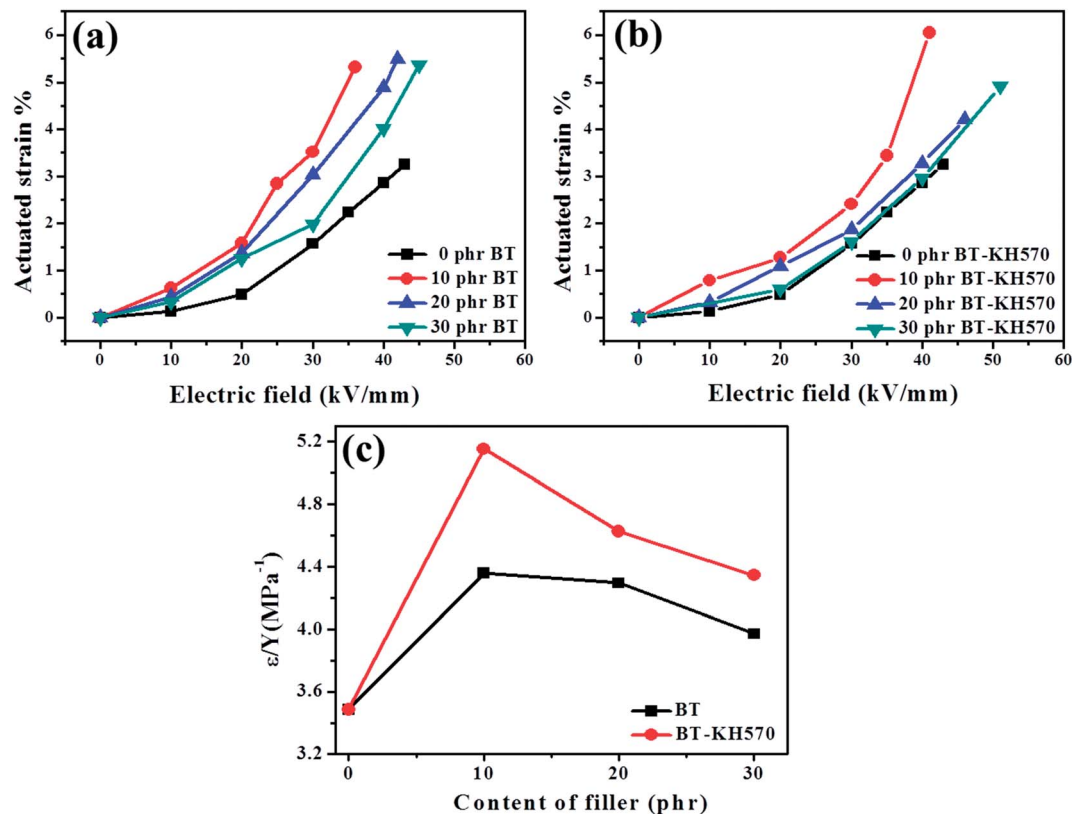 (a)
Actuated strain %
6
5
4
3
2
1
0
0 phr BT
10 phr BT
20 phr BT
30 phr BT
0 10 20 30 40 50 60
Electric field (kV/mm)
(b)
Actuated strain %
6
5
4
3
2
1
0
0 phr BT-KH570
10 phr BT-KH570
20 phr BT-KH570
30 phr BT-KH570
0 10 20 30 40 50 60
Electric field (kV/mm)
(c)
ε/Y(MPa⁻¹)
5.2
4.8
4.4
4.0
3.6
3.2
BT
BT-KH570
0 10 20 30
Content of filler (phr)